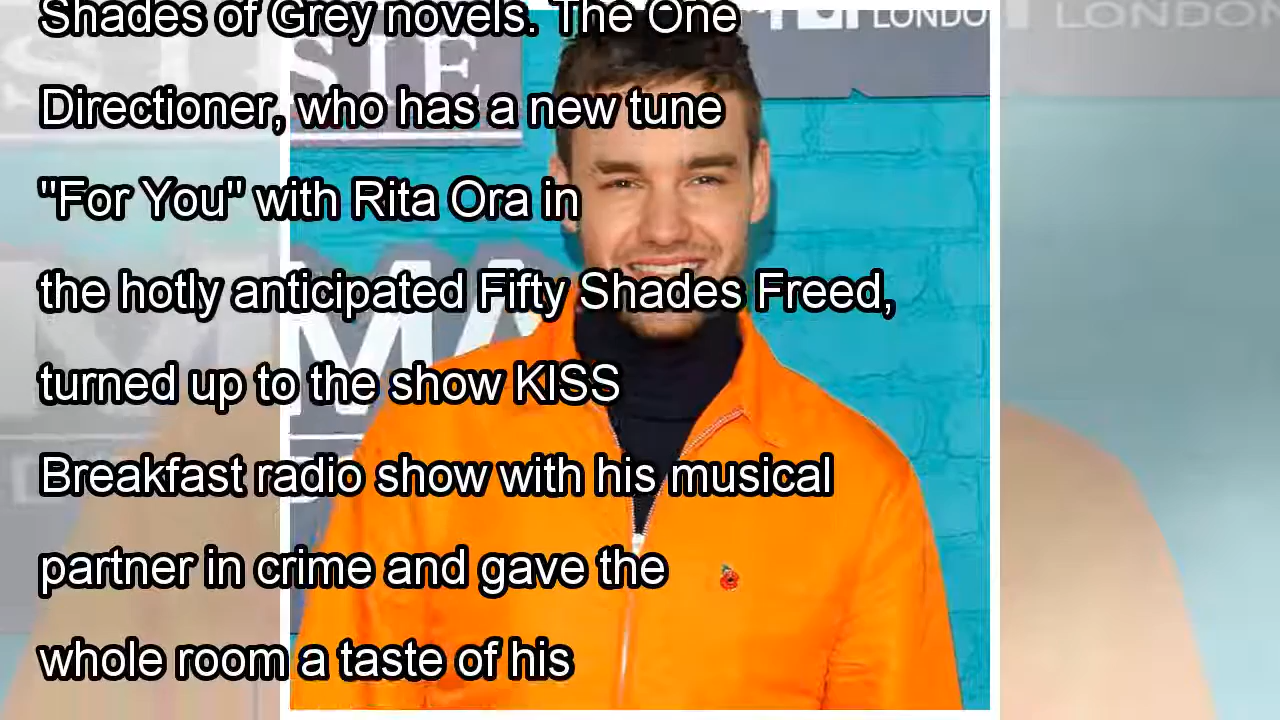 Shades of Grey novels. The One
Directioner, who has a new tune
"For You" with Rita Ora in
the hotly anticipated Fifty Shades Freed,
turned up to the show KISS
Breakfast radio show with his musical
partner in crime and gave the
whole room a taste of his
LONDON
LONDON